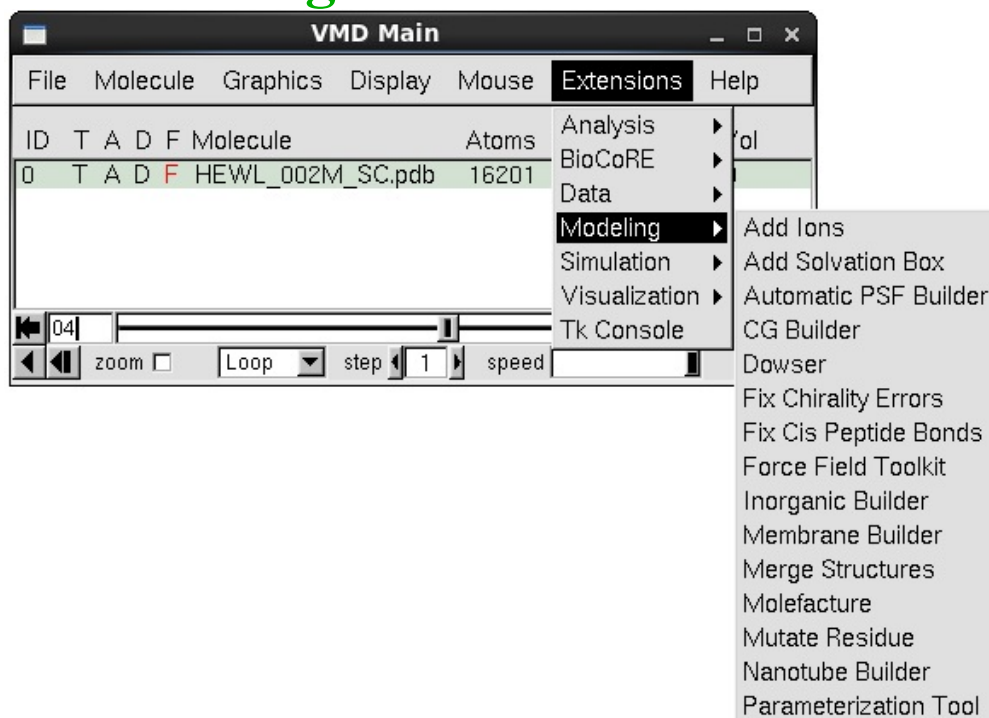 VMD Main
File Molecule Graphics Display Mouse Extensions Help
ID T A D F Molecule Atoms
0 T A D F HEWL_002M_SC.pdb 16201
Analysis
BioCoRE
Data
Modeling
Simulation
Visualization
Tk Console
04
zoom Loop step 1 speed
Add Ions
Add Solvation Box
Automatic PSF Builder
CG Builder
Dowser
Fix Chirality Errors
Fix Cis Peptide Bonds
Force Field Toolkit
Inorganic Builder
Membrane Builder
Merge Structures
Molefacture
Mutate Residue
Nanotube Builder
Parameterization Tool